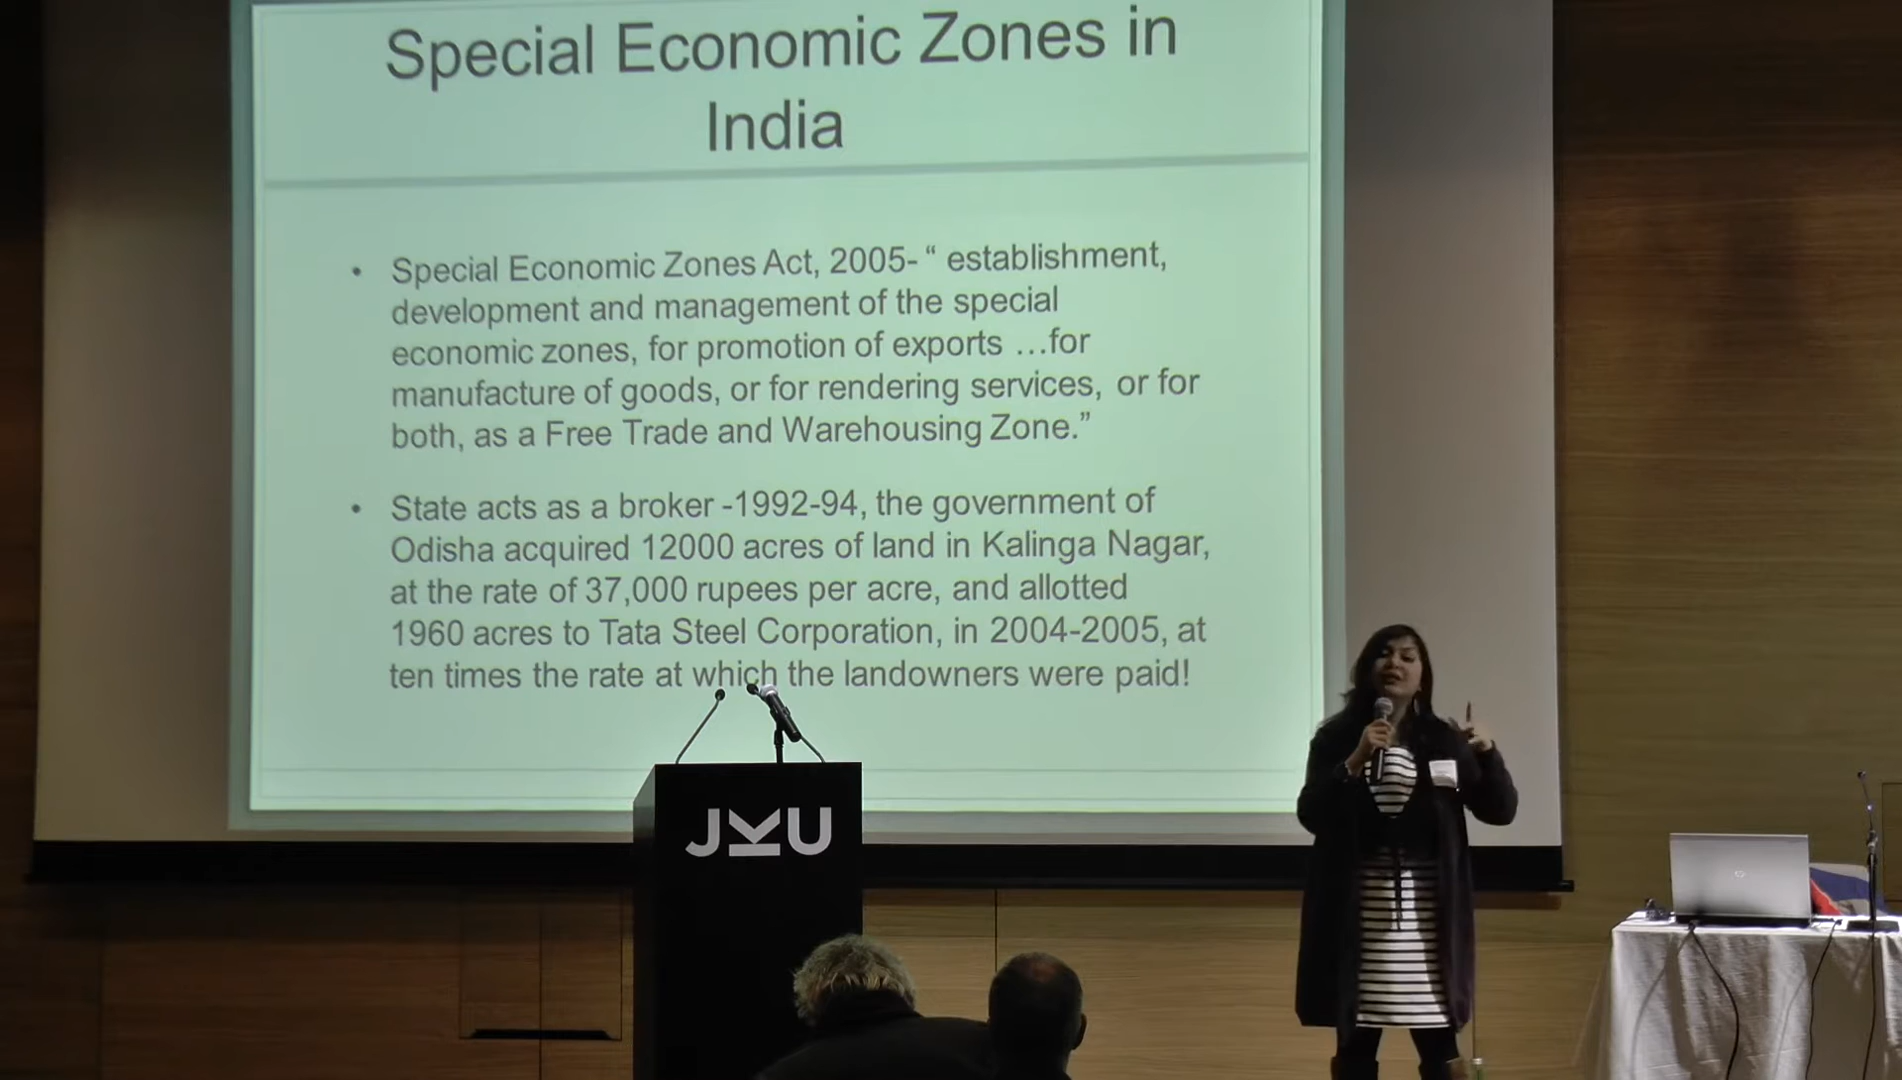 Special Economic Zones in
India
• Special Economic Zones Act, 2005- “ establishment,
development and management of the special
economic zones, for promotion of exports …for
manufacture of goods, or for rendering services, or for
both, as a Free Trade and Warehousing Zone.”
• State acts as a broker -1992-94, the government of
Odisha acquired 12000 acres of land in Kalinga Nagar,
at the rate of 37,000 rupees per acre, and allotted
1960 acres to Tata Steel Corporation, in 2004-2005, at
ten times the rate at which the landowners were paid!
JKU
hp